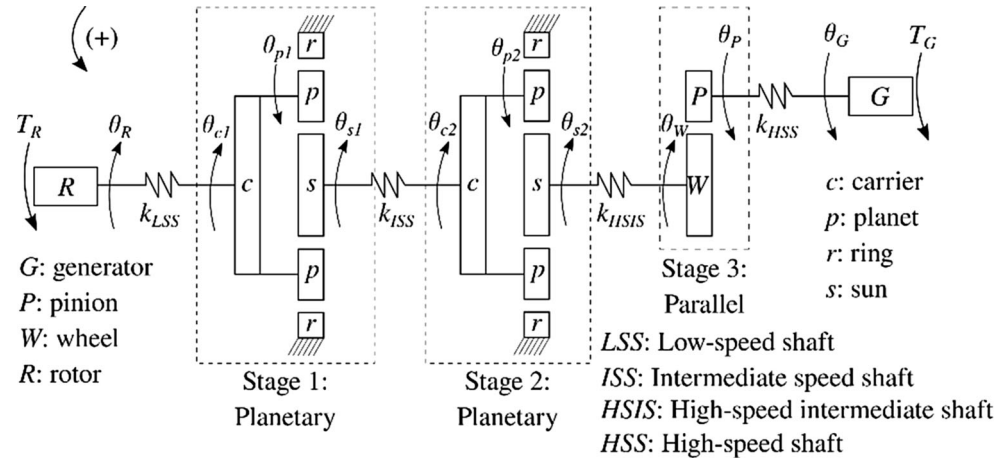 (+)
T_R
θ_R
R
k_LSS
θ_c1
c
θ_p1
r
p
s
p
r
θ_s1
k_ISS
θ_c2
c
θ_p2
r
p
s
p
r
θ_s2
k_HSIS
θ_W
P
W
θ_P
k_HSS
θ_G
G
T_G
G: generator
P: pinion
W: wheel
R: rotor
Stage 1:
Planetary
Stage 2:
Planetary
Stage 3:
Parallel
c: carrier
p: planet
r: ring
s: sun
LSS: Low-speed shaft
ISS: Intermediate speed shaft
HSIS: High-speed intermediate shaft
HSS: High-speed shaft